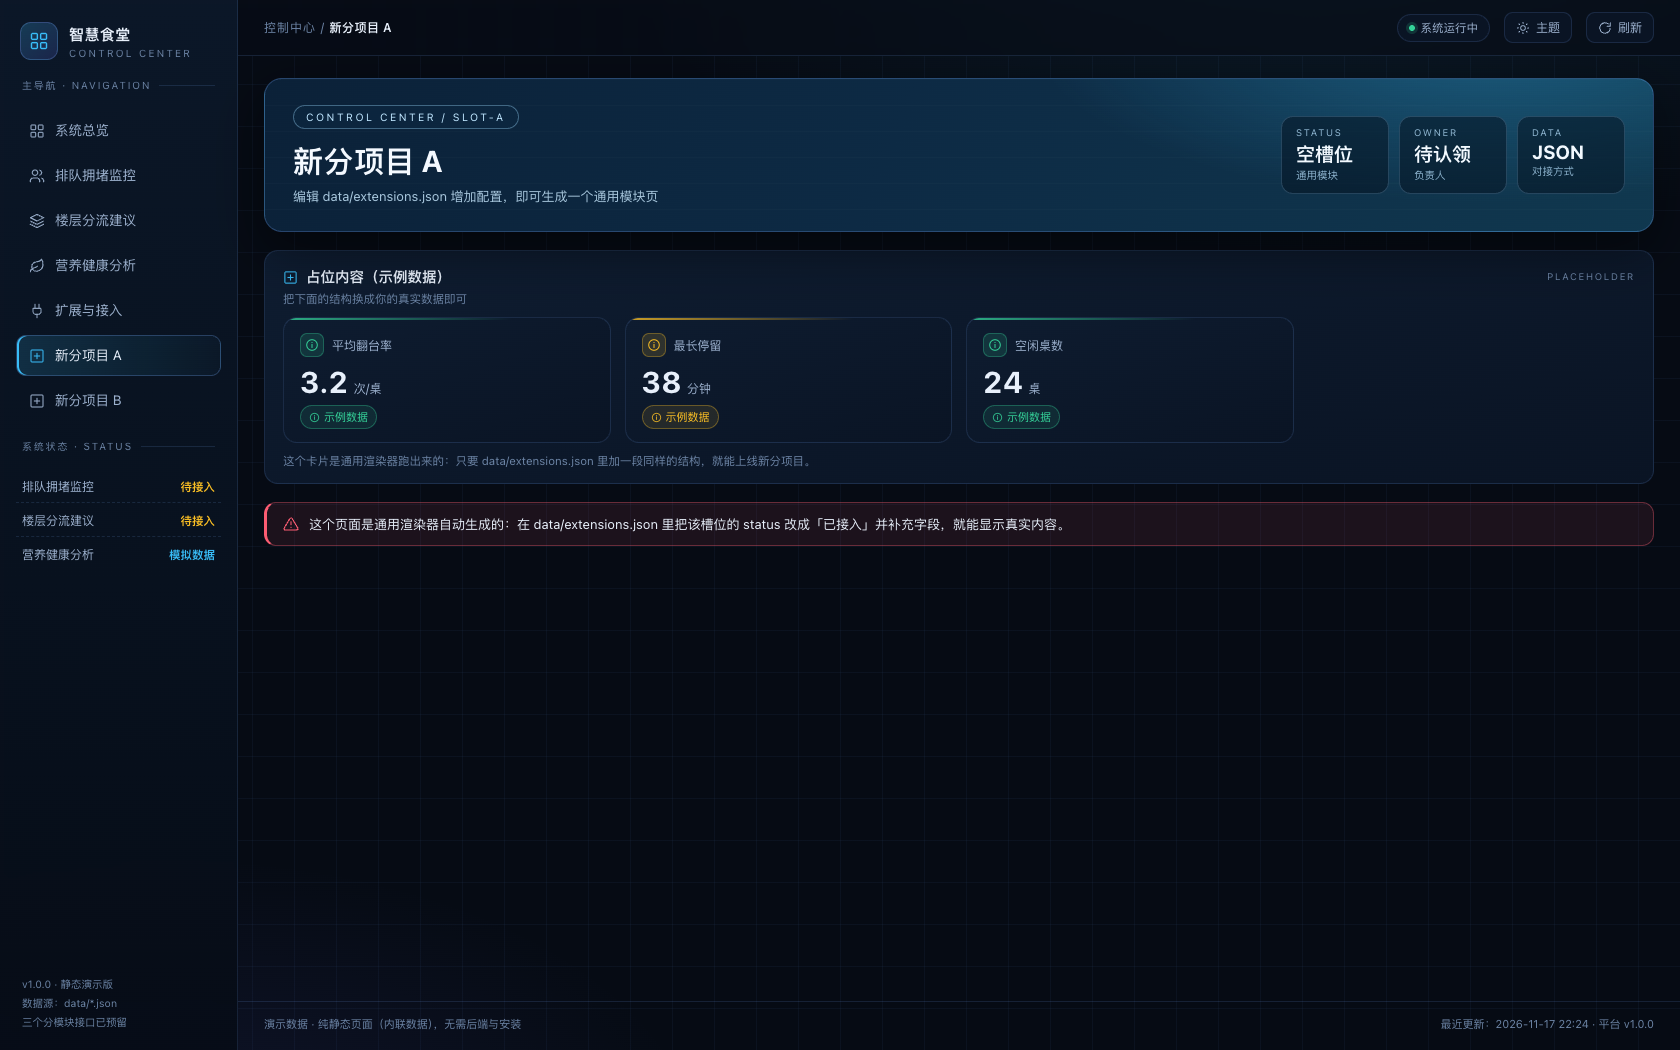 智慧食堂
CONTROL CENTER
主导航 · NAVIGATION
系统总览
排队拥堵监控
楼层分流建议
营养健康分析
扩展与接入
新分项目 A
新分项目 B
系统状态 · STATUS
排队拥堵监控 待接入
楼层分流建议 待接入
营养健康分析 模拟数据
v1.0.0 · 静态演示版
数据源：data/*.json
三个分模块接口已预留
控制中心 / 新分项目 A
系统运行中
主题
刷新
CONTROL CENTER / SLOT-A
新分项目 A
编辑 data/extensions.json 增加配置，即可生成一个通用模块页
STATUS
空槽位
通用模块
OWNER
待认领
负责人
DATA
JSON
对接方式
占位内容（示例数据）
PLACEHOLDER
把下面的结构换成你的真实数据即可
平均翻台率
3.2 次/桌
示例数据
最长停留
38 分钟
示例数据
空闲桌数
24 桌
示例数据
这个卡片是通用渲染器跑出来的：只要 data/extensions.json 里加一段同样的结构，就能上线新分项目。
这个页面是通用渲染器自动生成的：在 data/extensions.json 里把该槽位的 status 改成「已接入」并补充字段，就能显示真实内容。
演示数据 · 纯静态页面（内联数据），无需后端与安装
最近更新：2026-11-17 22:24 · 平台 v1.0.0